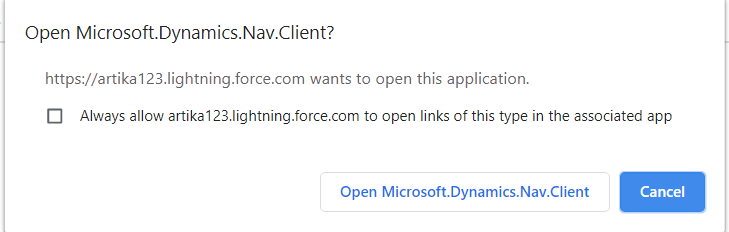 Open Microsoft.Dynamics.Nav.Client?
https://artika123.lightning.force.com wants to open this application.
Always allow artika123.lightning.force.com to open links of this type in the associated app
Open Microsoft.Dynamics.Nav.Client
Cancel